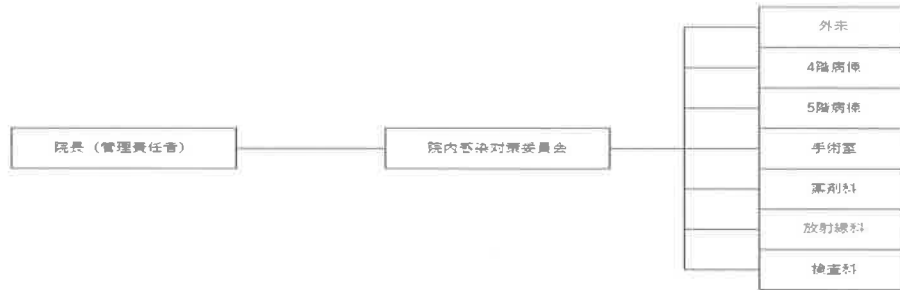 院長（管理責任者）
院内感染対策委員会
外来
4階病棟
5階病棟
手術室
薬剤科
放射線科
検査科